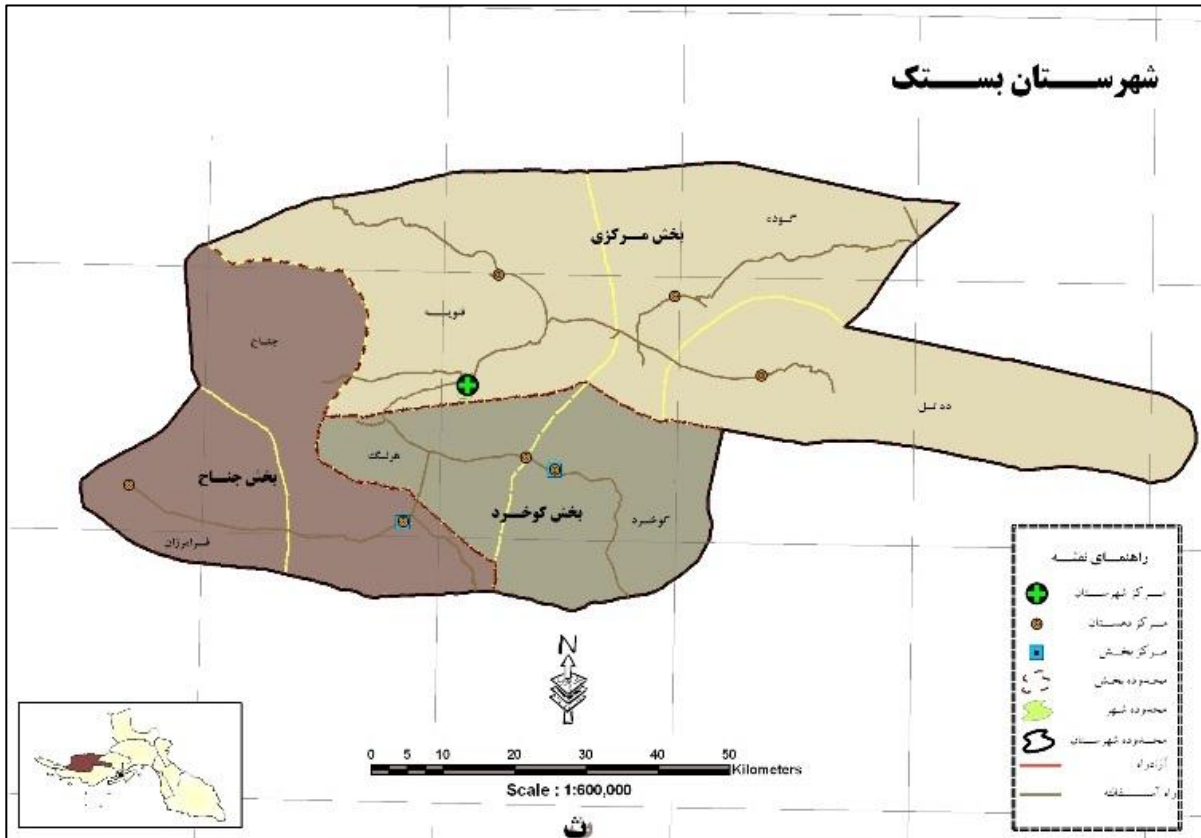 شهرستان بستک
گوده
بخش مرکزی
فتویه
جناح
ده تل
هرنگ
بخش جناح
کوخرد
بخش کوخرد
فرامرزان
راهنمای نقشه
مرکز شهرستان
مرکز دهستان
مرکز بخش
محدوده بخش
محدوده شهر
محدوده شهرستان
آزادراه
راه آسفالته
N
0 5 10 20 30 40 50
Kilometers
Scale : 1:600,000
ث